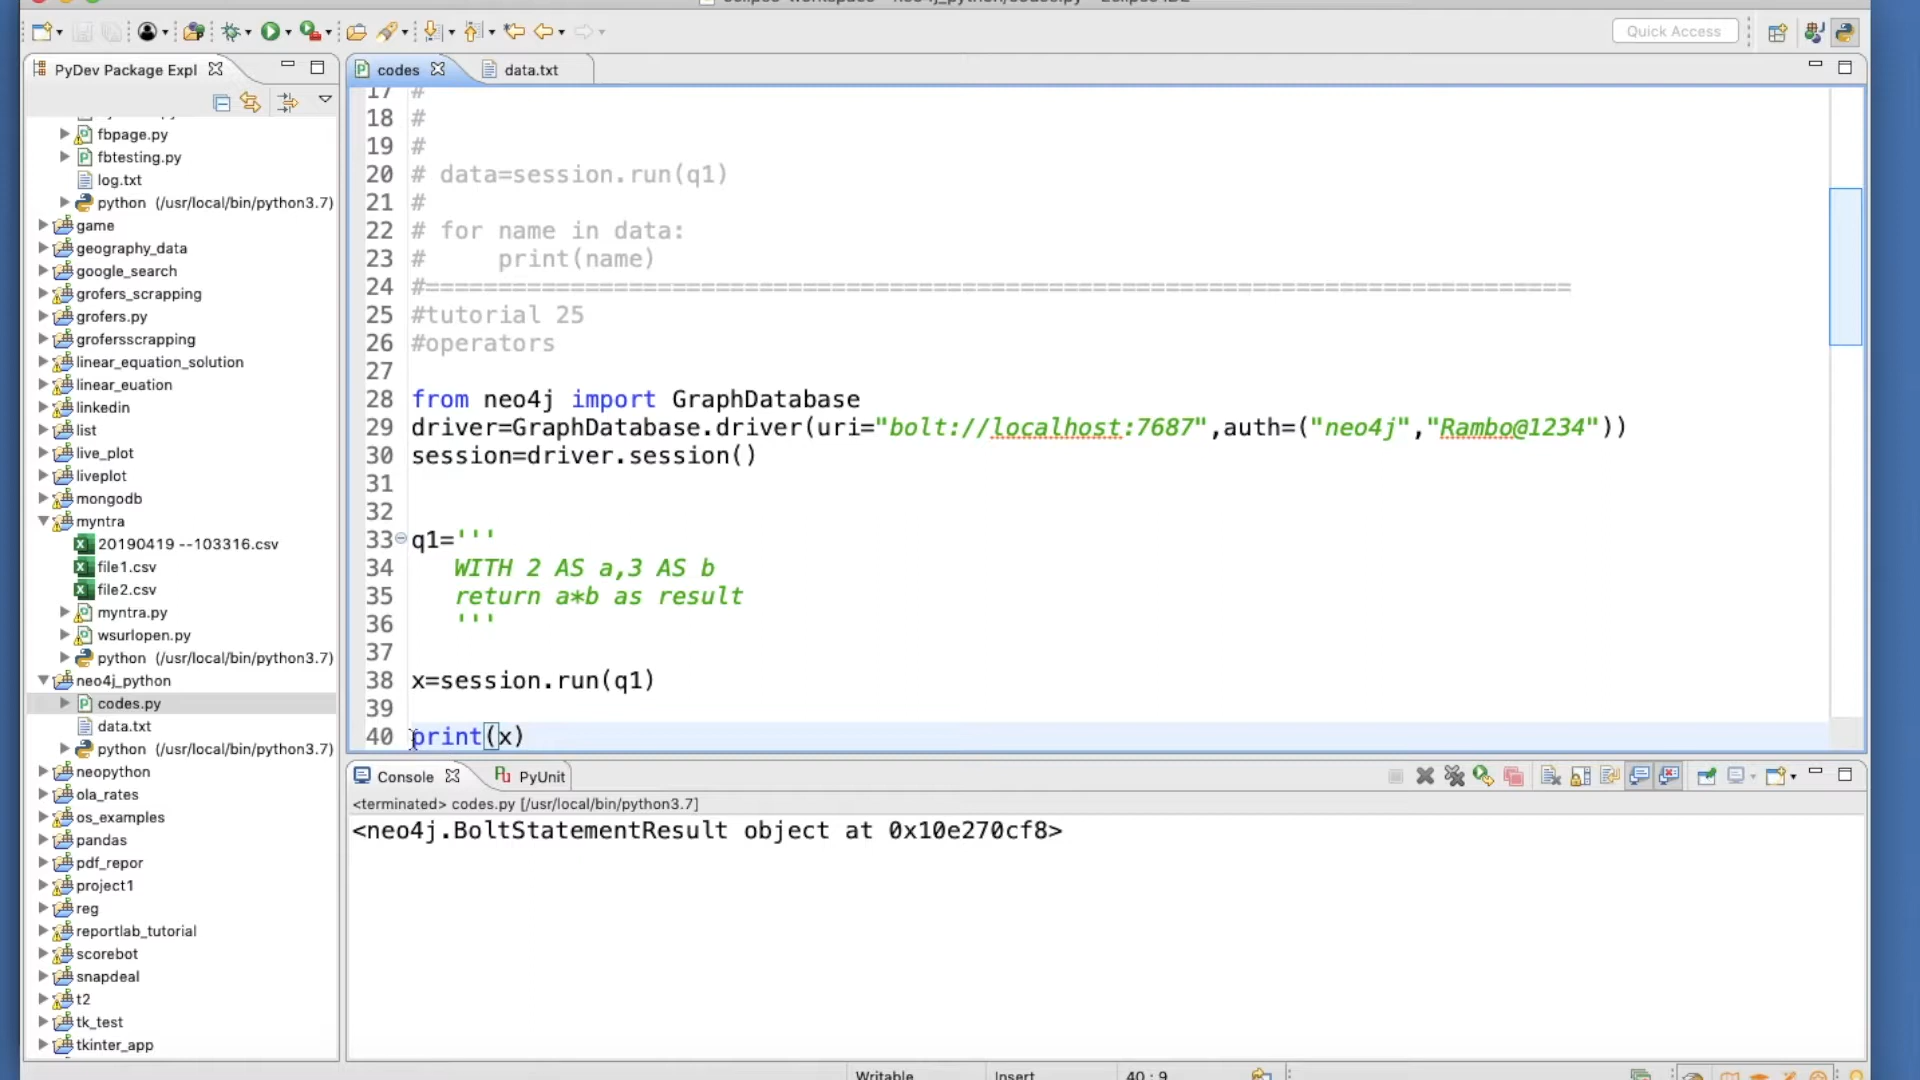 Quick Access
PyDev Package Expl
codes
data.txt
fbpage.py
fbtesting.py
log.txt
python (/usr/local/bin/python3.7)
game
geography_data
google_search
grofers_scrapping
grofers.py
grofersscrapping
linear_equation_solution
linear_euation
linkedin
list
live_plot
liveplot
mongodb
myntra
20190419 --103316.csv
file1.csv
file2.csv
myntra.py
wsurlopen.py
python (/usr/local/bin/python3.7)
neo4j_python
codes.py
data.txt
python (/usr/local/bin/python3.7)
neopython
ola_rates
os_examples
pandas
pdf_repor
project1
reg
reportlab_tutorial
scorebot
snapdeal
t2
tk_test
tkinter_app
17 #
18 #
19 #
20 # data=session.run(q1)
21 #
22 # for name in data:
23 #     print(name)
24 #===============================================================================
25 #tutorial 25
26 #operators
27
28 from neo4j import GraphDatabase
29 driver=GraphDatabase.driver(uri="bolt://localhost:7687",auth=("neo4j","Rambo@1234"))
30 session=driver.session()
31
32
33 q1='''
34    WITH 2 AS a,3 AS b
35    return a*b as result
36    '''
37
38 x=session.run(q1)
39
40 print(x)
Console
PyUnit
<terminated> codes.py [/usr/local/bin/python3.7]
<neo4j.BoltStatementResult object at 0x10e270cf8>
Writable
Insert
40 : 9